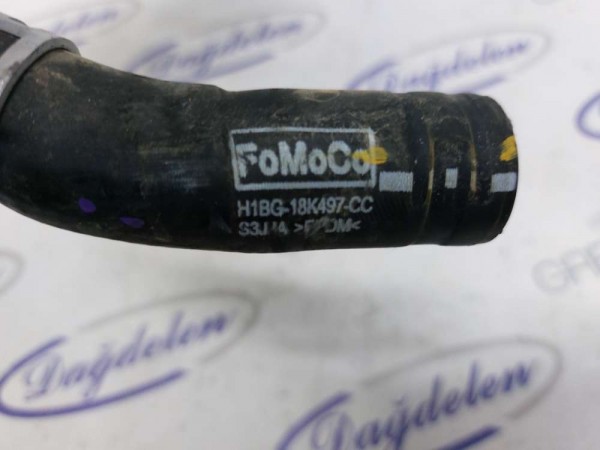 FoMoCo
H1BG-18K497-CC
Dağdelen
Dağdelen